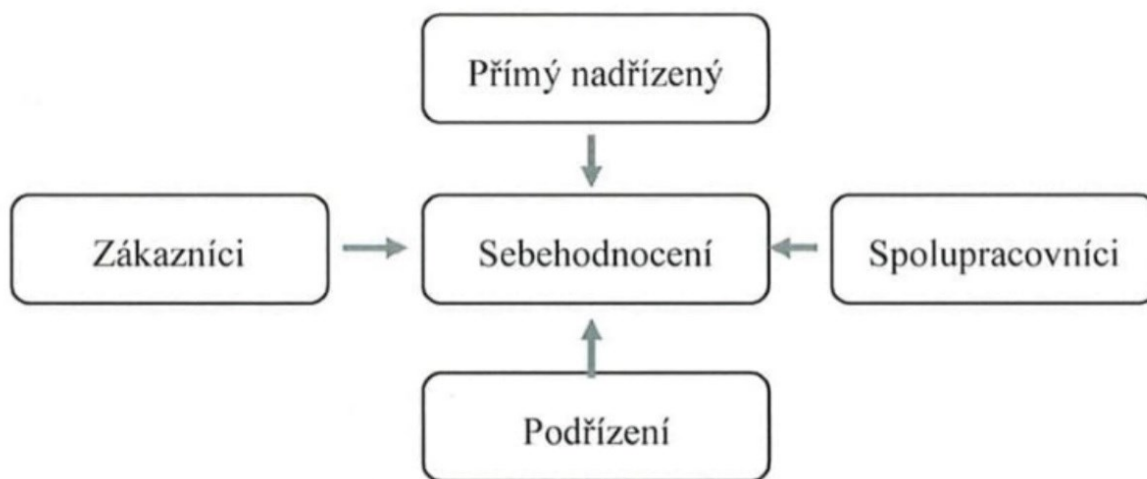 Přímý nadřízený
Zákazníci
Sebehodnocení
Spolupracovníci
Podřízení